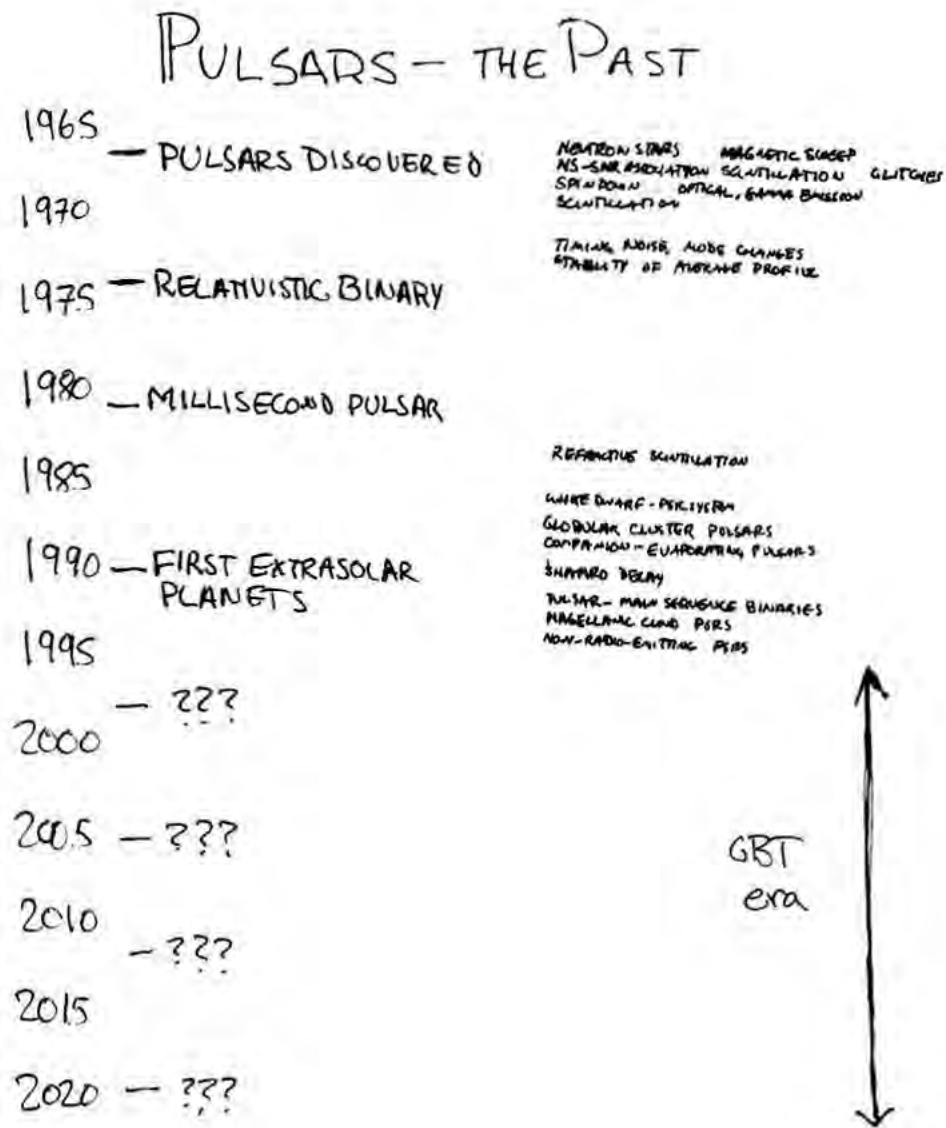 PULSARS – THE PAST
1965
— PULSARS DISCOVERED
NEUTRON STARS MAGNETIC
NS-SNR ASSOCIATION SCINTILLATION GLITCHES
SPINDOWN OPTICAL, GAMMA EMISSION
SCINTILLATION
1970
TIMING NOISE, MODE CHANGES
STABILITY OF AVERAGE PROFILE
1975 — RELATIVISTIC BINARY
1980
— MILLISECOND PULSAR
REFRACTIVE SCINTILLATION
1985
WHITE DWARF-PSR SYSTEM
GLOBULAR CLUSTER PULSARS
COMPANION-EVAPORATING PULSARS
1990 — FIRST EXTRASOLAR
PLANETS
SHAPIRO DELAY
PULSAR-MAIN SEQUENCE BINARIES
MAGELLANIC CLOUD PSRS
NON-RADIO-EMITTING PSRS
1995
— ???
2000
2005 — ???
GBT
era
2010
— ???
2015
2020 — ???